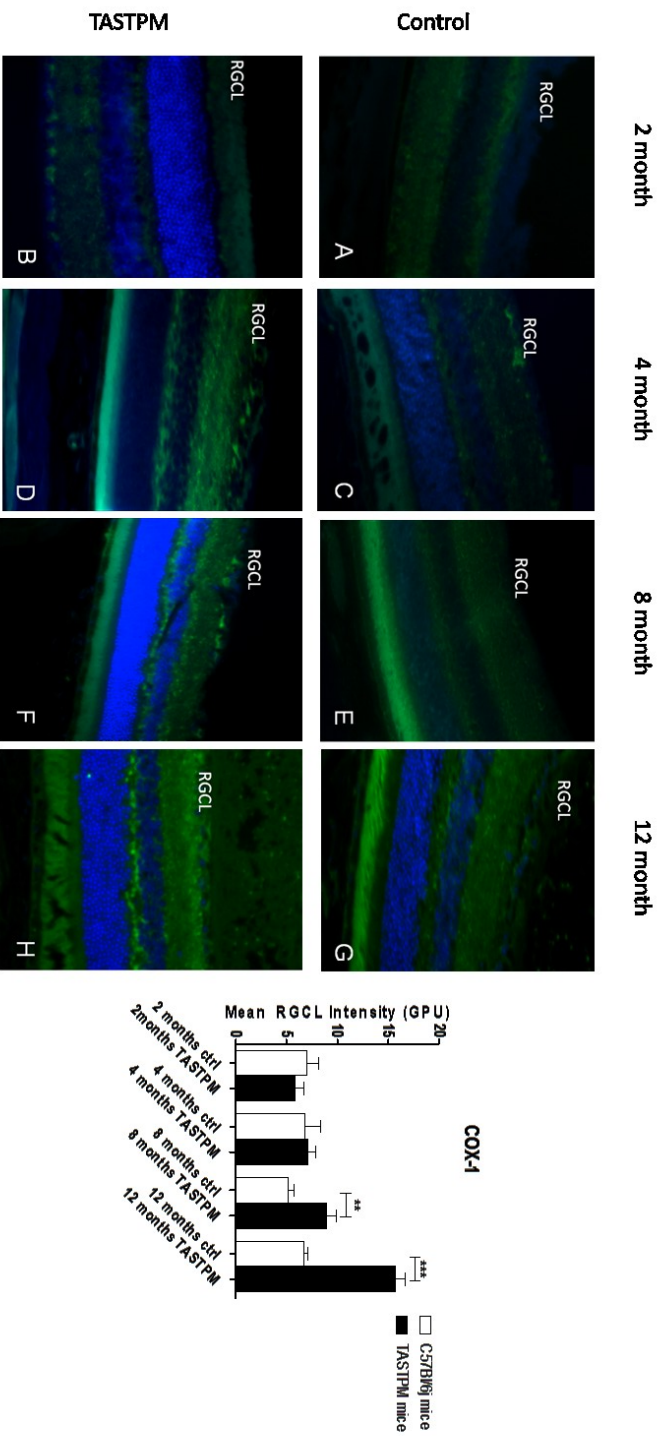 2 month
4 month
8 month
12 month
Control
RGCL
A
RGCL
C
RGCL
E
RGCL
G
TASTPM
RGCL
B
RGCL
D
RGCL
F
RGCL
H
COX-1
Mean RGCL Intensity (GPU)
20
15
10
5
0
**
***
2 months ctrl
2months TASTPM
4 months ctrl
4 months TASTPM
8 months ctrl
8 months TASTPM
12 months ctrl
12 months TASTPM
C57Bl/6j mice
TASTPM mice